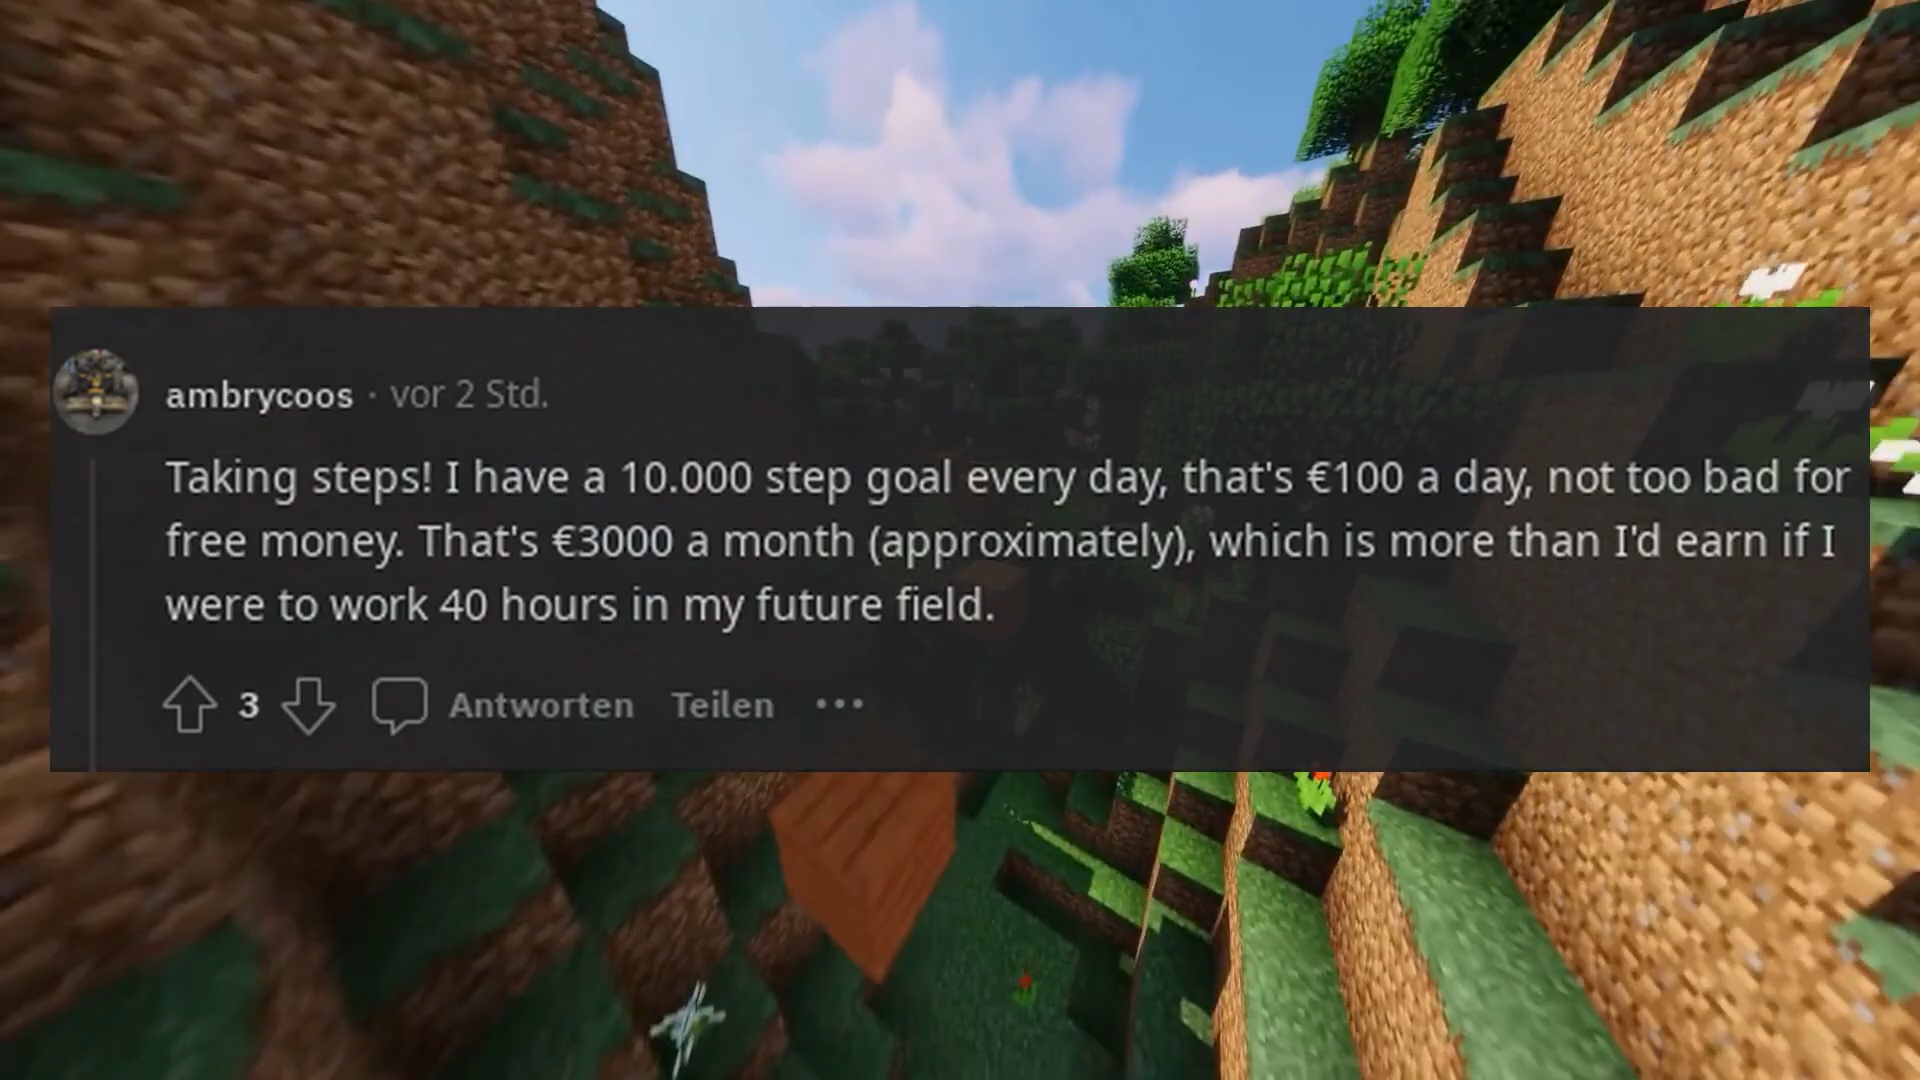 ambrycoos · vor 2 Std.
Taking steps! I have a 10.000 step goal every day, that's €100 a day, not too bad for
free money. That's €3000 a month (approximately), which is more than I'd earn if I
were to work 40 hours in my future field.
3 Antworten Teilen •••